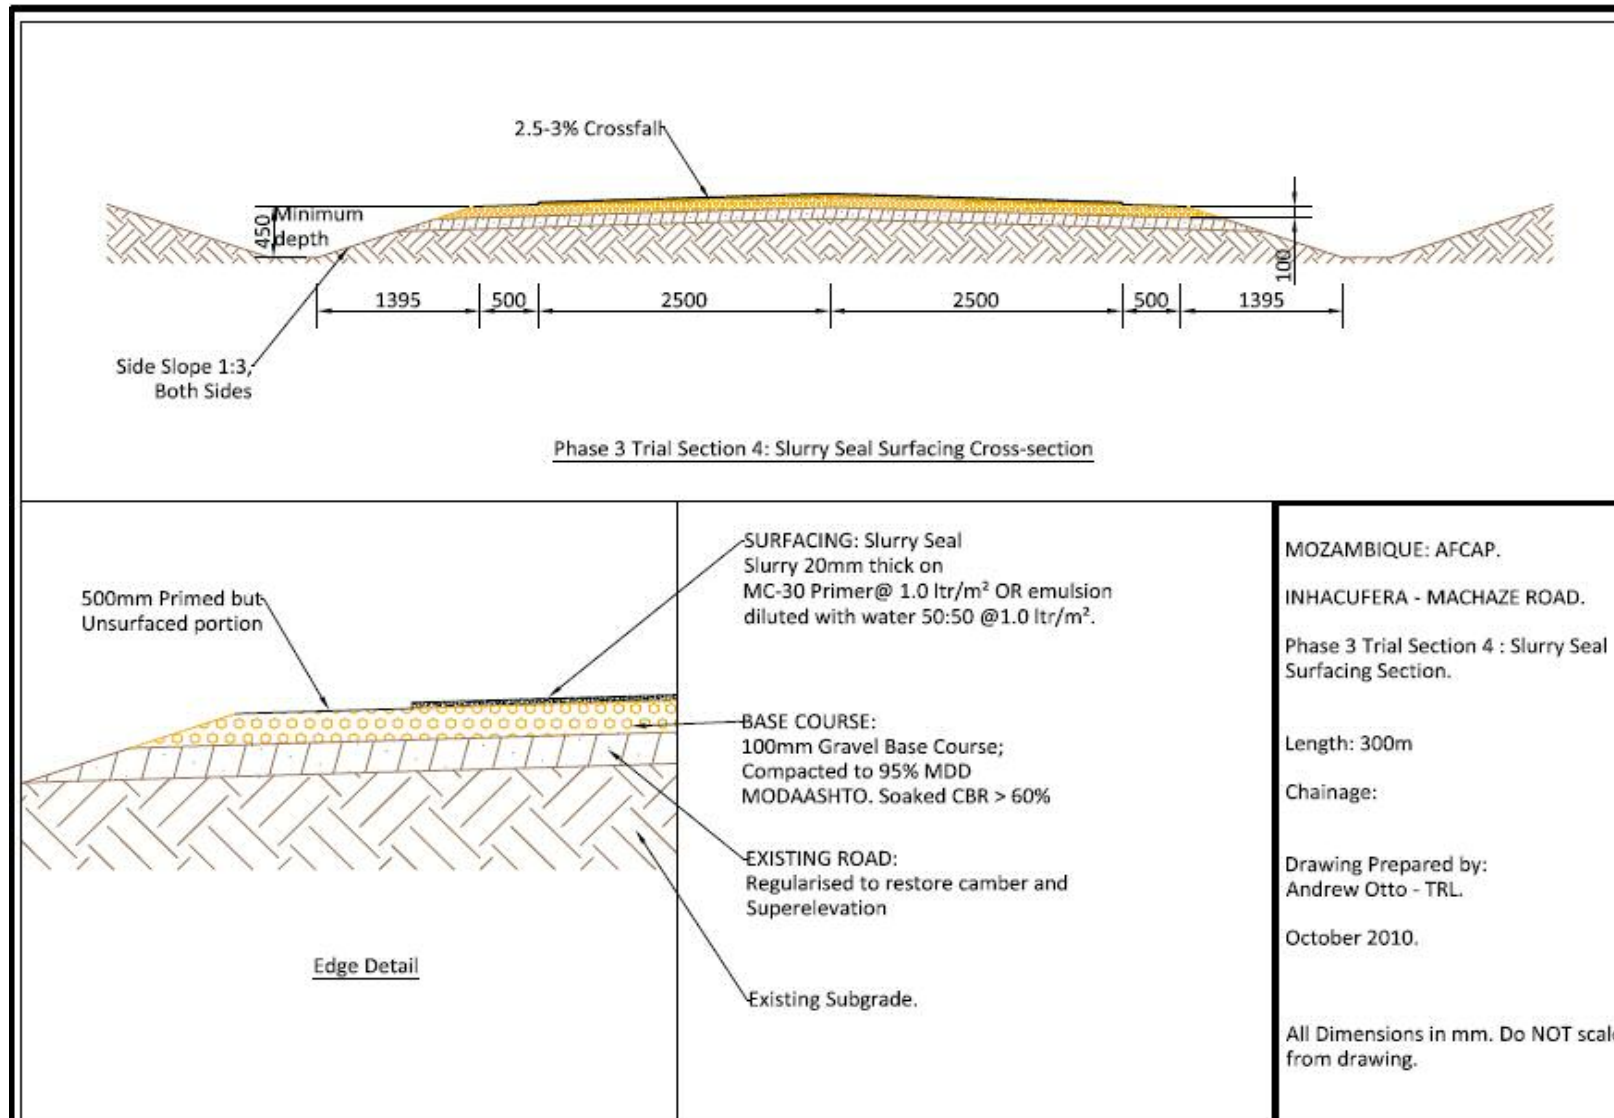 2.5-3% Crossfall
Minimum
depth
450
100
1395
500
2500
2500
500
1395
Side Slope 1:3,
Both Sides
Phase 3 Trial Section 4: Slurry Seal Surfacing Cross-section
500mm Primed but
Unsurfaced portion
Edge Detail
SURFACING: Slurry Seal
Slurry 20mm thick on
MC-30 Primer@ 1.0 ltr/m² OR emulsion
diluted with water 50:50 @1.0 ltr/m².
BASE COURSE:
100mm Gravel Base Course;
Compacted to 95% MDD
MODAASHTO. Soaked CBR > 60%
EXISTING ROAD:
Regularised to restore camber and
Superelevation
Existing Subgrade.
MOZAMBIQUE: AFCAP.
INHACUFERA - MACHAZE ROAD.
Phase 3 Trial Section 4 : Slurry Seal
Surfacing Section.
Length: 300m
Chainage:
Drawing Prepared by:
Andrew Otto - TRL.
October 2010.
All Dimensions in mm. Do NOT scale
from drawing.